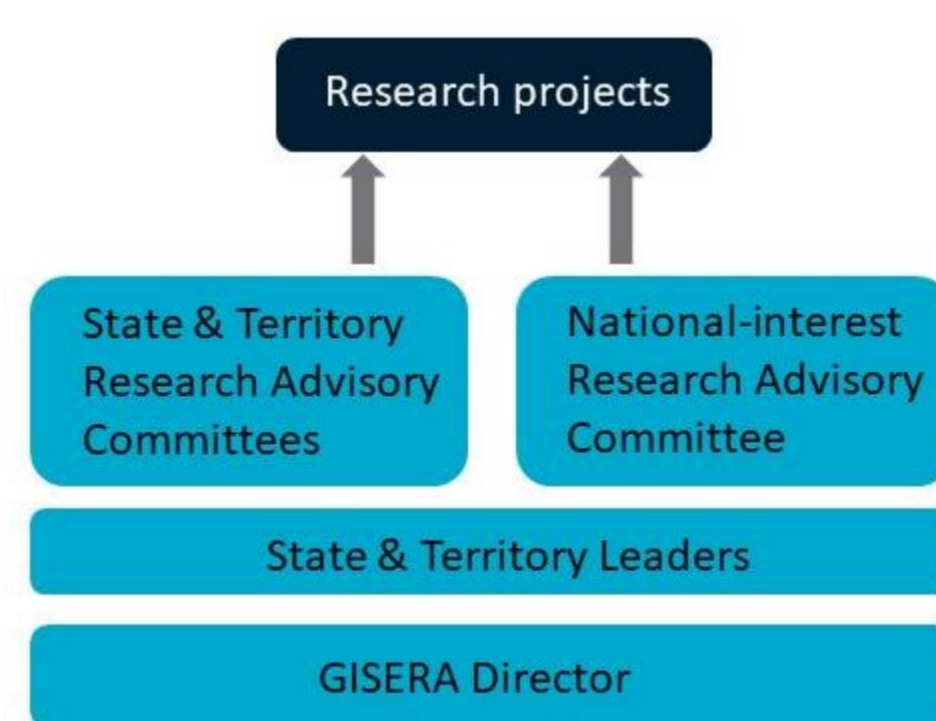 Research projects
State & Territory
Research Advisory
Committees
National-interest
Research Advisory
Committee
State & Territory Leaders
GISERA Director